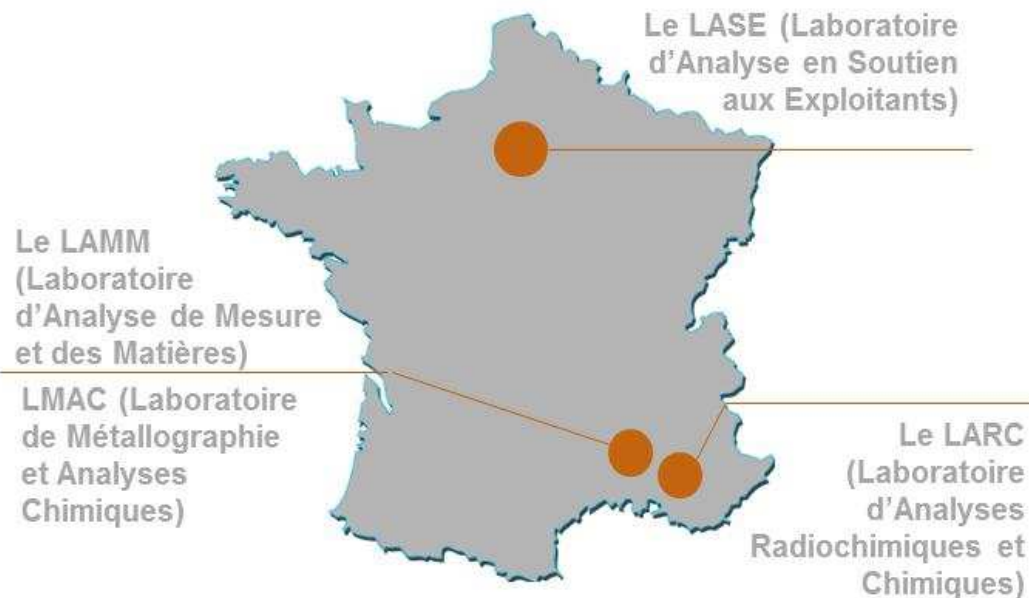 Le LASE (Laboratoire
d'Analyse en Soutien
aux Exploitants)
Le LAMM
(Laboratoire
d'Analyse de Mesure
et des Matières)
LMAC (Laboratoire
de Métallographie
et Analyses
Chimiques)
Le LARC
(Laboratoire
d'Analyses
Radiochimiques et
Chimiques)